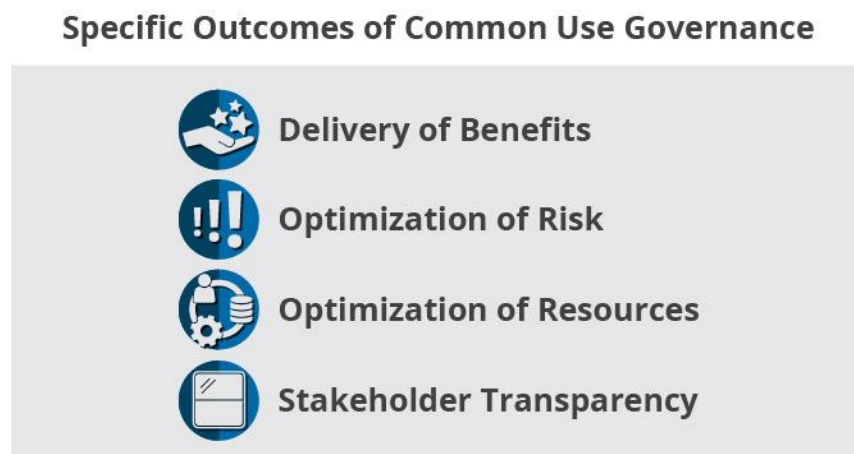 Specific Outcomes of Common Use Governance
Delivery of Benefits
Optimization of Risk
Optimization of Resources
Stakeholder Transparency